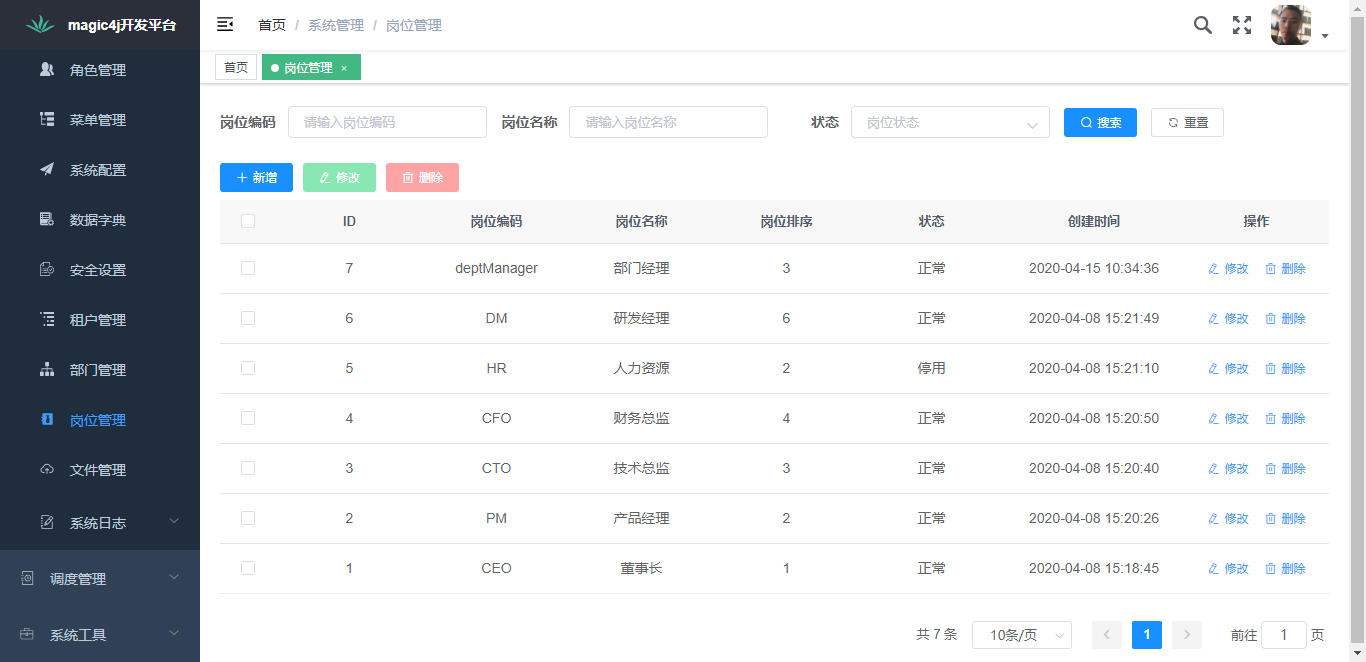 magic4j开发平台
首页 / 系统管理 / 岗位管理
首页
岗位管理 ×
角色管理
菜单管理
系统配置
数据字典
安全设置
租户管理
部门管理
岗位管理
文件管理
系统日志
调度管理
系统工具
岗位编码 请输入岗位编码 岗位名称 请输入岗位名称 状态 岗位状态 搜索 重置
新增 修改 删除
ID 岗位编码 岗位名称 岗位排序 状态 创建时间 操作
7 deptManager 部门经理 3 正常 2020-04-15 10:34:36 修改 删除
6 DM 研发经理 6 正常 2020-04-08 15:21:49 修改 删除
5 HR 人力资源 2 停用 2020-04-08 15:21:10 修改 删除
4 CFO 财务总监 4 正常 2020-04-08 15:20:50 修改 删除
3 CTO 技术总监 3 正常 2020-04-08 15:20:40 修改 删除
2 PM 产品经理 2 正常 2020-04-08 15:20:26 修改 删除
1 CEO 董事长 1 正常 2020-04-08 15:18:45 修改 删除
共 7 条 10条/页 1 前往 1 页